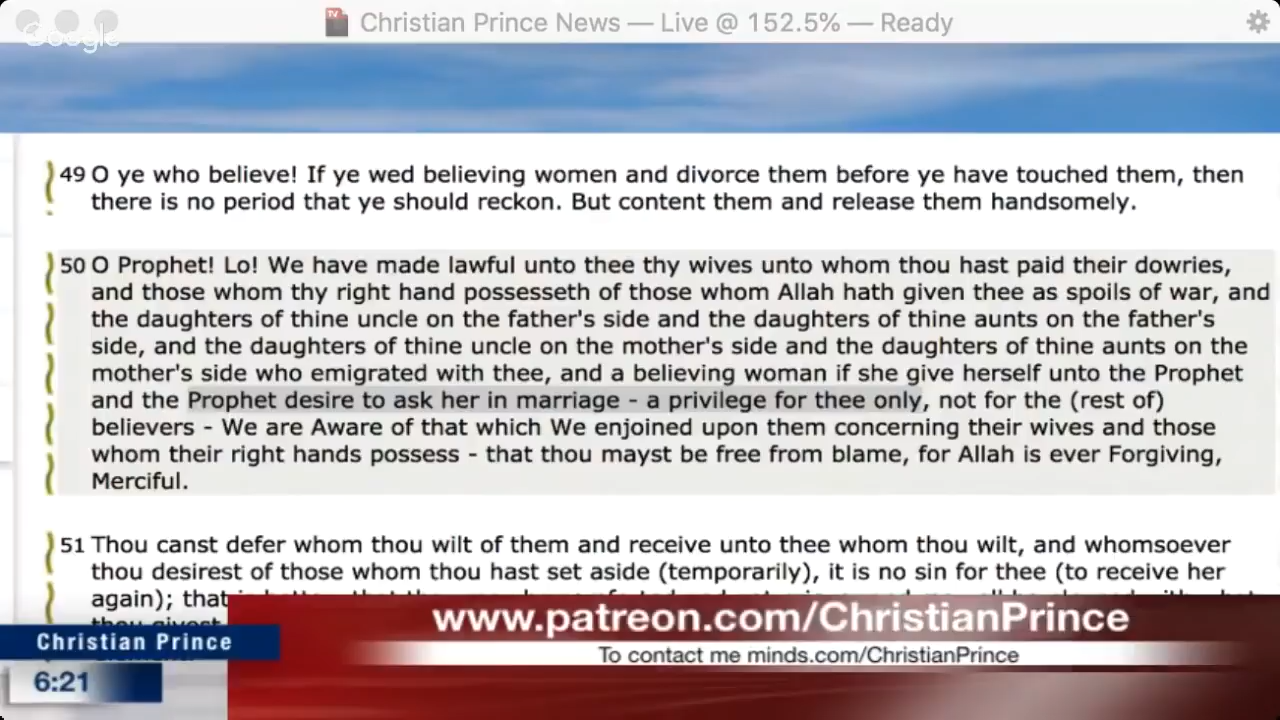 Christian Prince News — Live @ 152.5% — Ready
Google
49 O ye who believe! If ye wed believing women and divorce them before ye have touched them, then
there is no period that ye should reckon. But content them and release them handsomely.
50 O Prophet! Lo! We have made lawful unto thee thy wives unto whom thou hast paid their dowries,
and those whom thy right hand possesseth of those whom Allah hath given thee as spoils of war, and
the daughters of thine uncle on the father's side and the daughters of thine aunts on the father's
side, and the daughters of thine uncle on the mother's side and the daughters of thine aunts on the
mother's side who emigrated with thee, and a believing woman if she give herself unto the Prophet
and the Prophet desire to ask her in marriage - a privilege for thee only, not for the (rest of)
believers - We are Aware of that which We enjoined upon them concerning their wives and those
whom their right hands possess - that thou mayst be free from blame, for Allah is ever Forgiving,
Merciful.
51 Thou canst defer whom thou wilt of them and receive unto thee whom thou wilt, and whomsoever
thou desirest of those whom thou hast set aside (temporarily), it is no sin for thee (to receive her
again); that
www.patreon.com/ChristianPrince
Christian Prince
To contact me minds.com/ChristianPrince
6:21